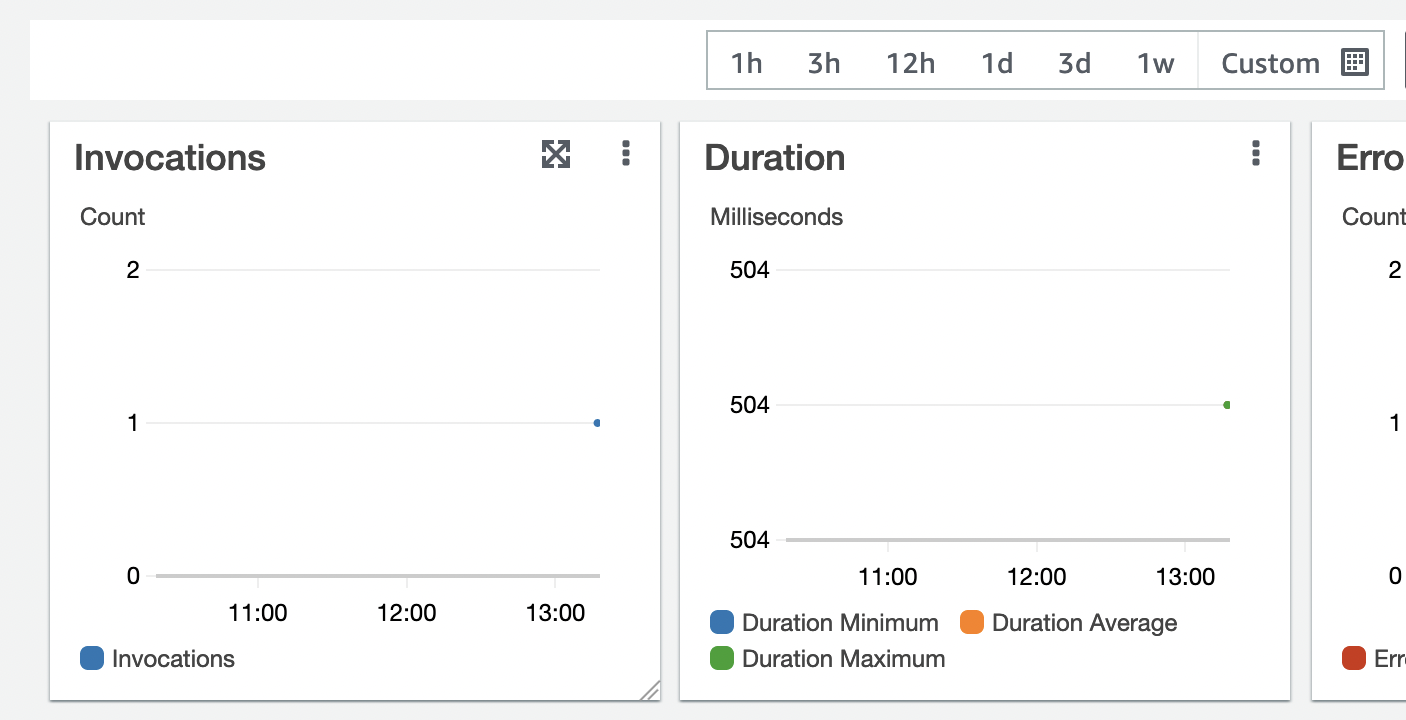 1h 3h 12h 1d 3d 1w Custom
Invocations
Count
2
1
0
11:00 12:00 13:00
Invocations
Duration
Milliseconds
504
504
504
11:00 12:00 13:00
Duration Minimum Duration Average
Duration Maximum
Erro
Count
2
1
0
Err